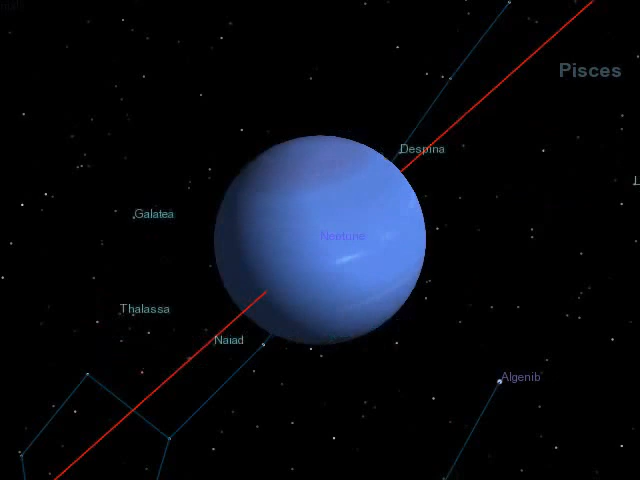 Pisces
Despina
Galatea
Neptune
Thalassa
Naiad
Algenib